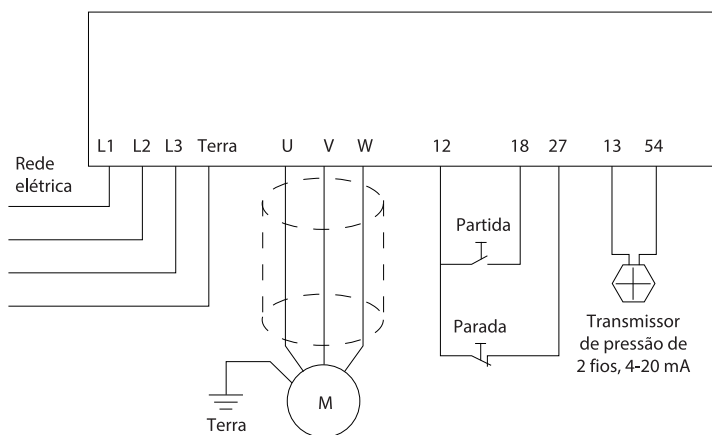 L1 L2 L3 Terra U V W 12 18 27 13 54
Rede
elétrica
Partida
Parada
Transmissor
de pressão de
2 fios, 4-20 mA
M
Terra